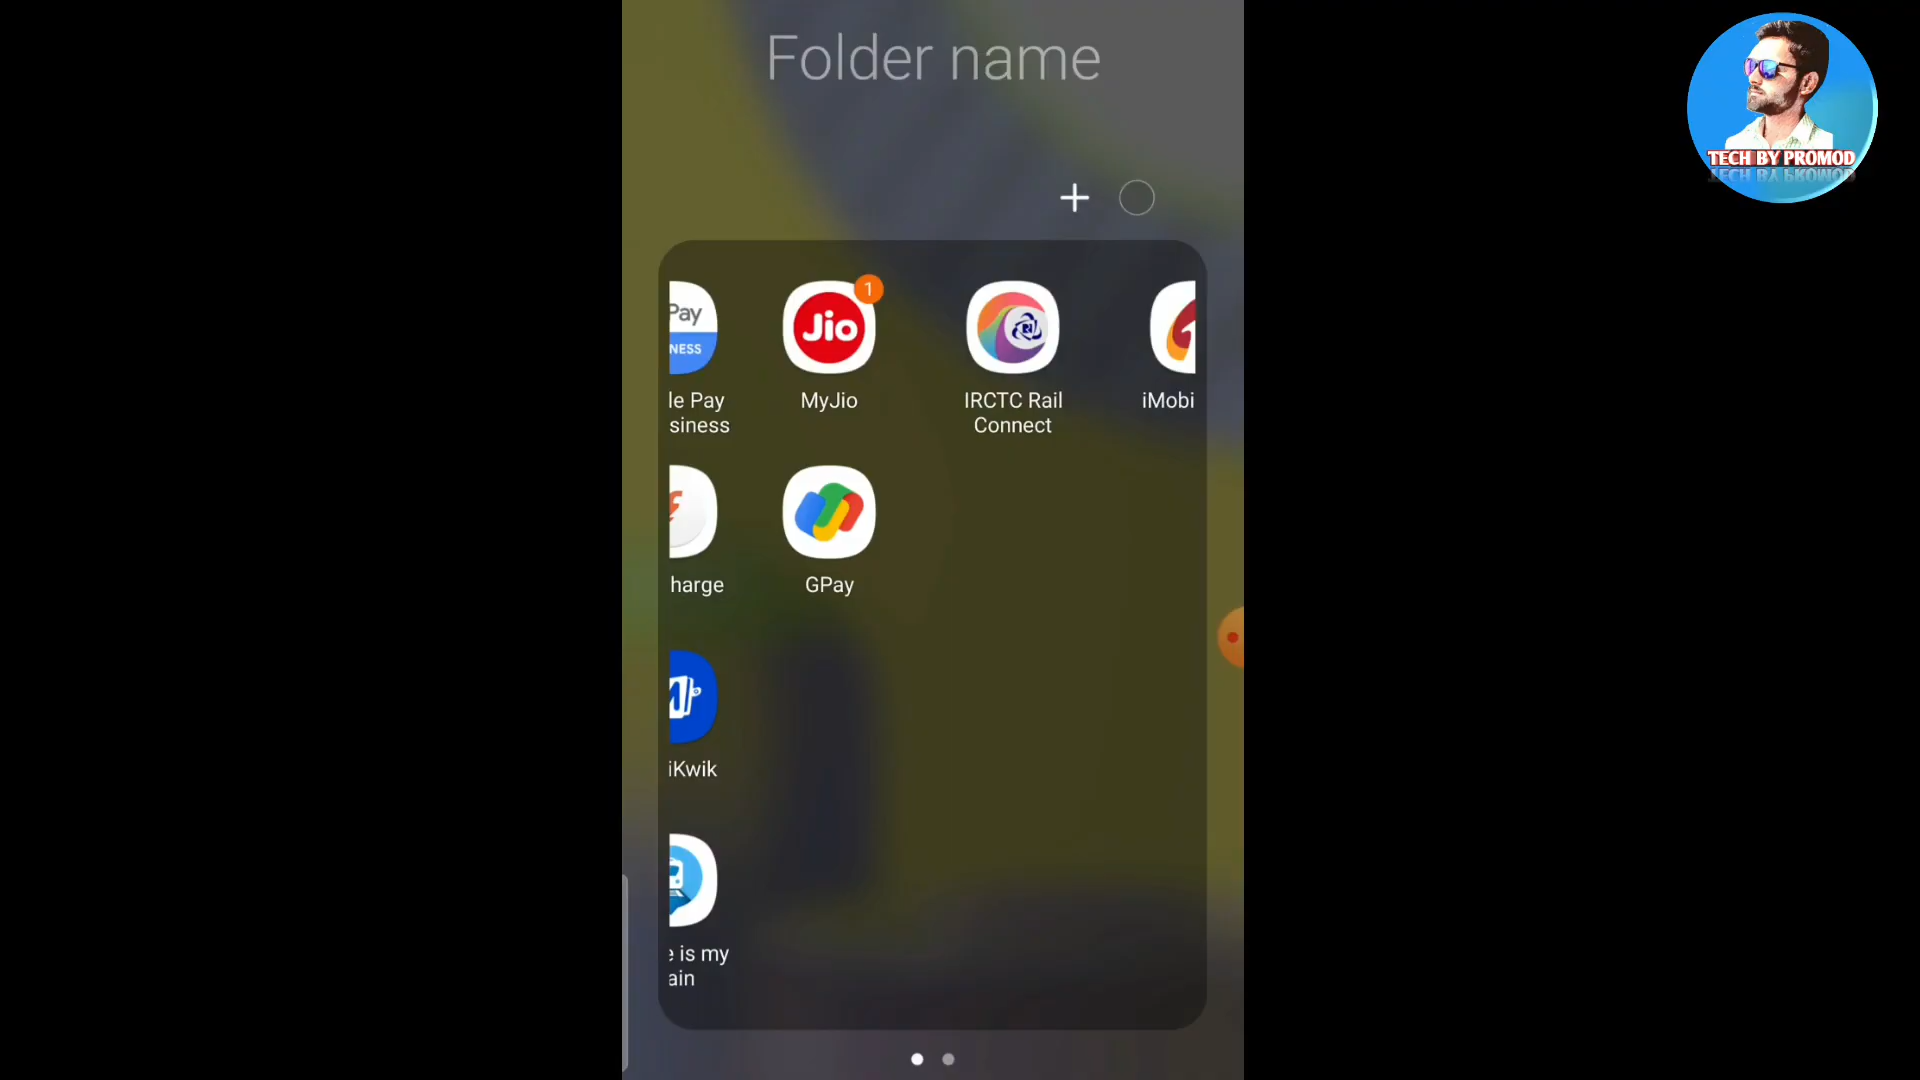 Folder name
TECH BY PROMOD
Pay
NESS
Jio
1
le Pay
siness
MyJio
IRCTC Rail
Connect
iMobi
harge
GPay
iKwik
e is my
ain